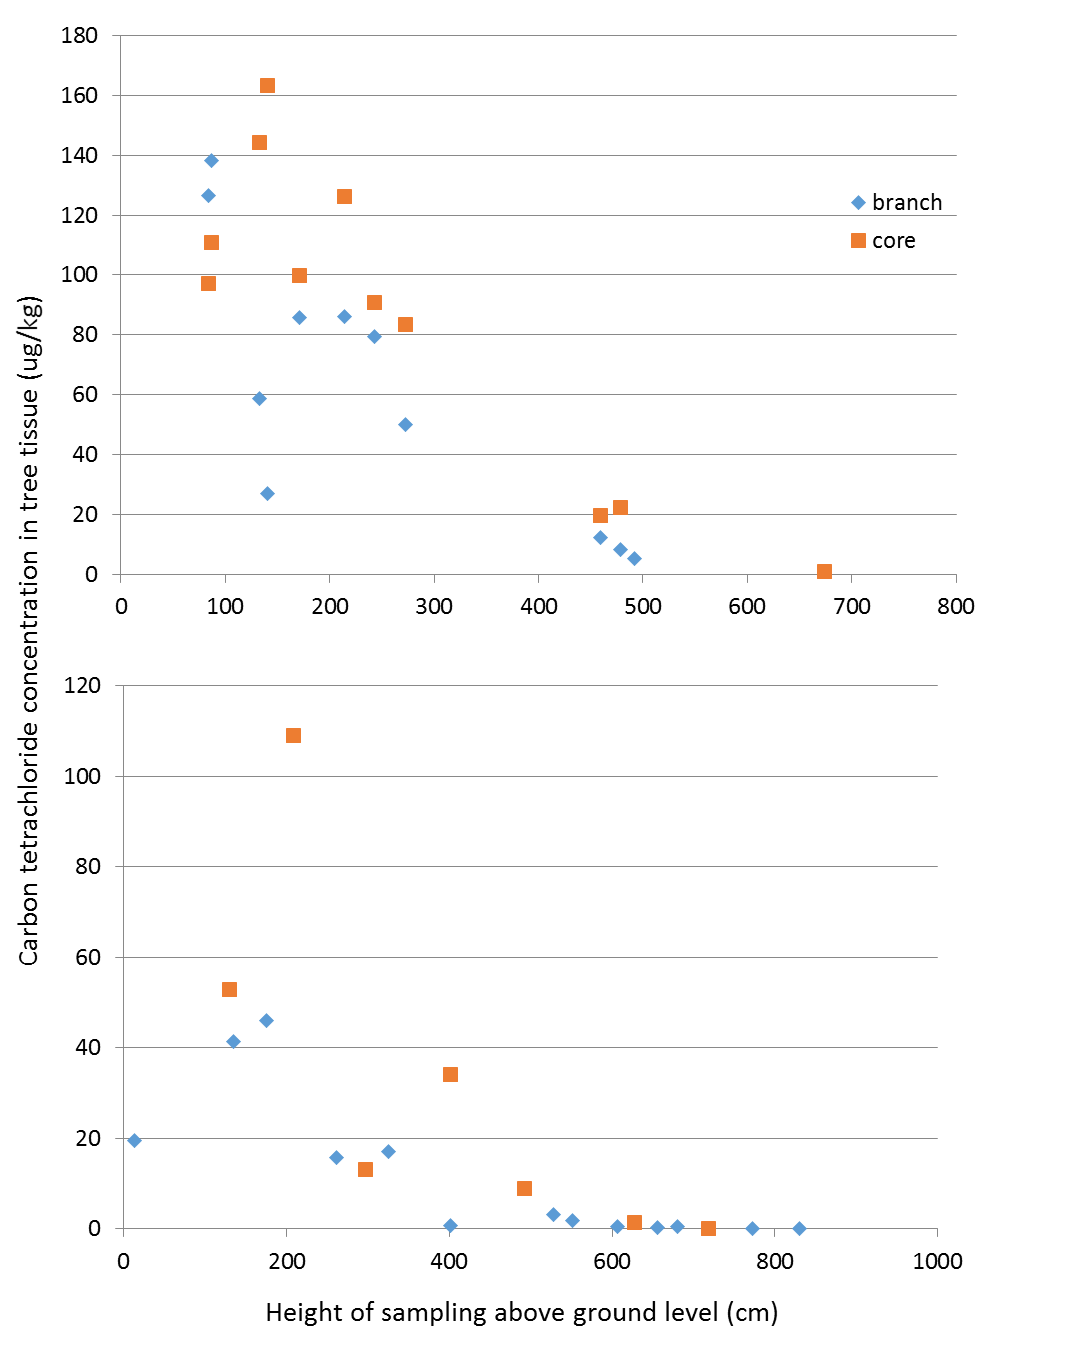 180
160
140
120
100
80
60
40
20
0
0 100 200 300 400 500 600 700 800
branch
core
Carbon tetrachloride concentration in tree tissue (ug/kg)
120
100
80
60
40
20
0
0 200 400 600 800 1000
Height of sampling above ground level (cm)